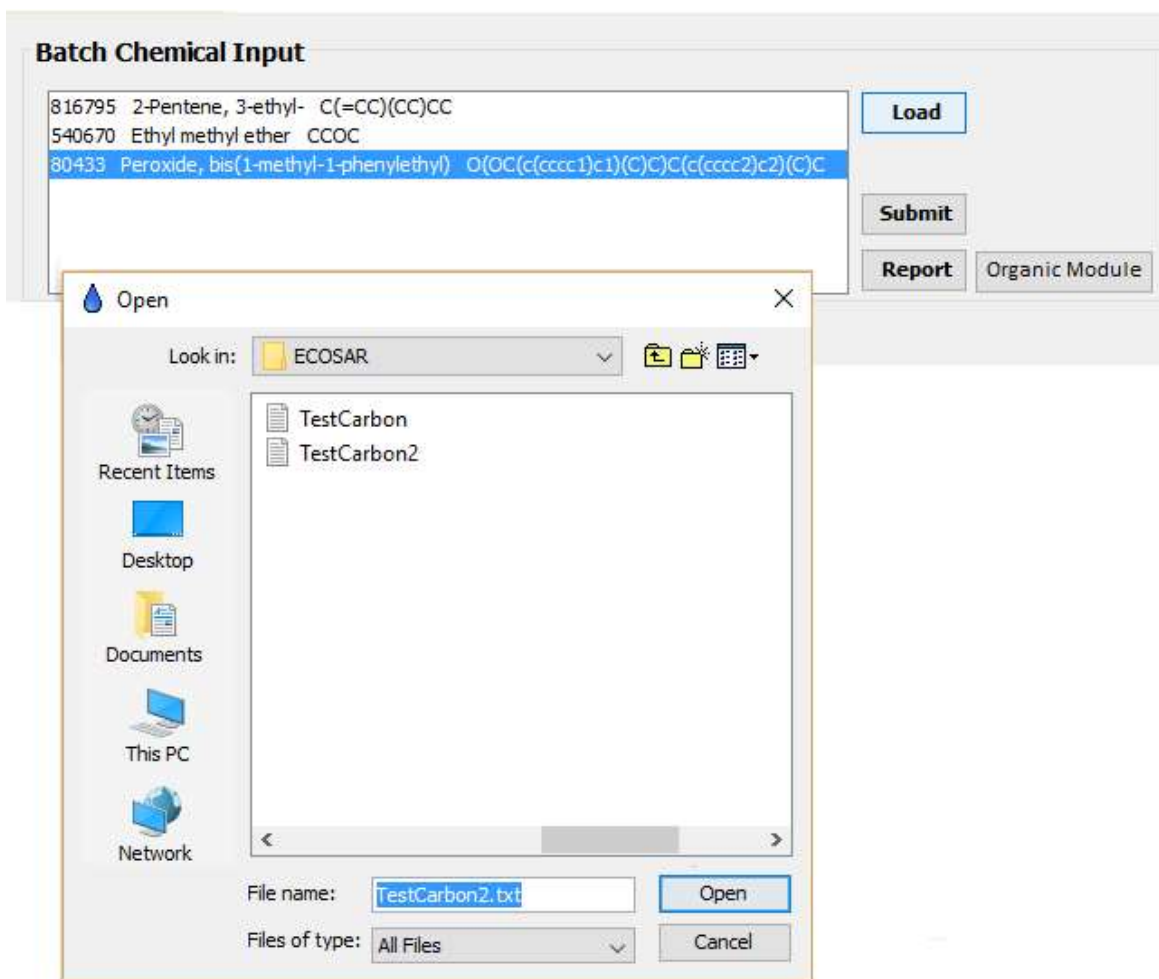 Batch Chemical Input
816795 2-Pentene, 3-ethyl- C(=CC)(CC)CC
540670 Ethyl methyl ether CCOC
80433 Peroxide, bis(1-methyl-1-phenylethyl) O(OC(c(cccc1)c1)(C)C)C(c(cccc2)c2)(C)C
Load
Submit
Report
Organic Module
Open
Look in:
ECOSAR
TestCarbon
TestCarbon2
Recent Items
Desktop
Documents
This PC
Network
File name:
TestCarbon2.txt
Open
Files of type:
All Files
Cancel